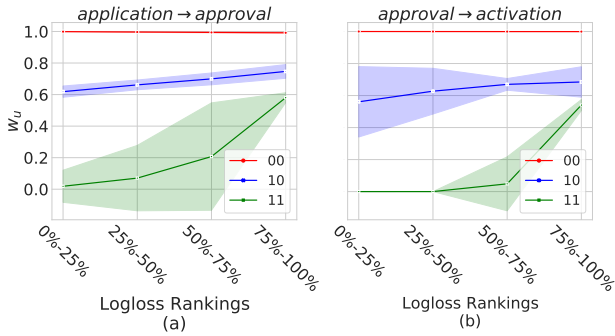 application → approval
approval → activation
1.0
0.8
0.6
0.4
0.2
0.0
w_u
00
10
11
00
10
11
0%-25%
25%-50%
50%-75%
75%-100%
0%-25%
25%-50%
50%-75%
75%-100%
Logloss Rankings
Logloss Rankings
(a)
(b)